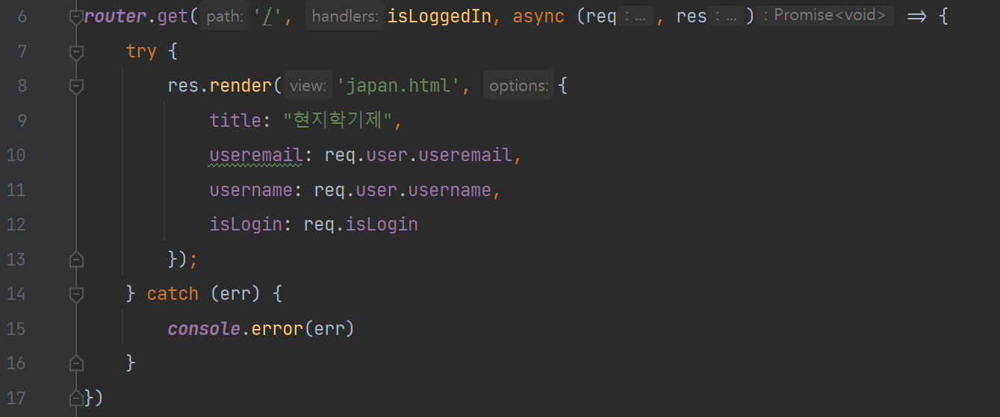 6 router.get( path: '/', handlers: isLoggedIn, async (req : ... , res : ... ) : Promise<void> => {
7 try {
8 res.render( view: 'japan.html', options: {
9 title: "현지학기제",
10 useremail: req.user.useremail,
11 username: req.user.username,
12 isLogin: req.isLogin
13 });
14 } catch (err) {
15 console.error(err)
16 }
17 })